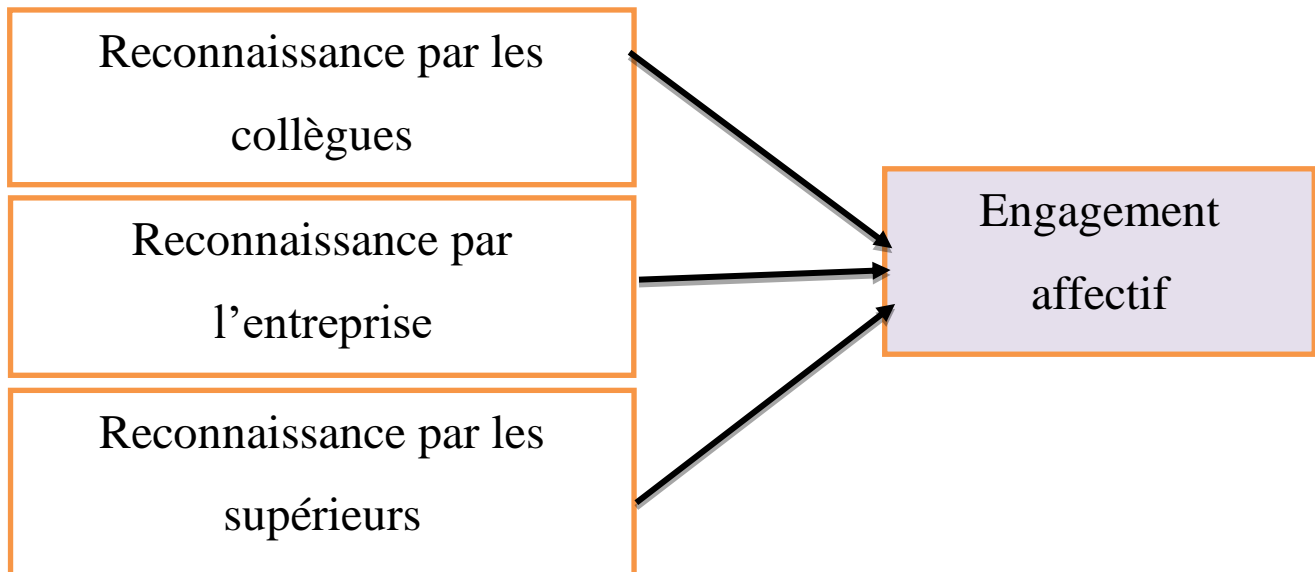 Reconnaissance par les
collègues
Reconnaissance par
l’entreprise
Reconnaissance par les
supérieurs
Engagement
affectif